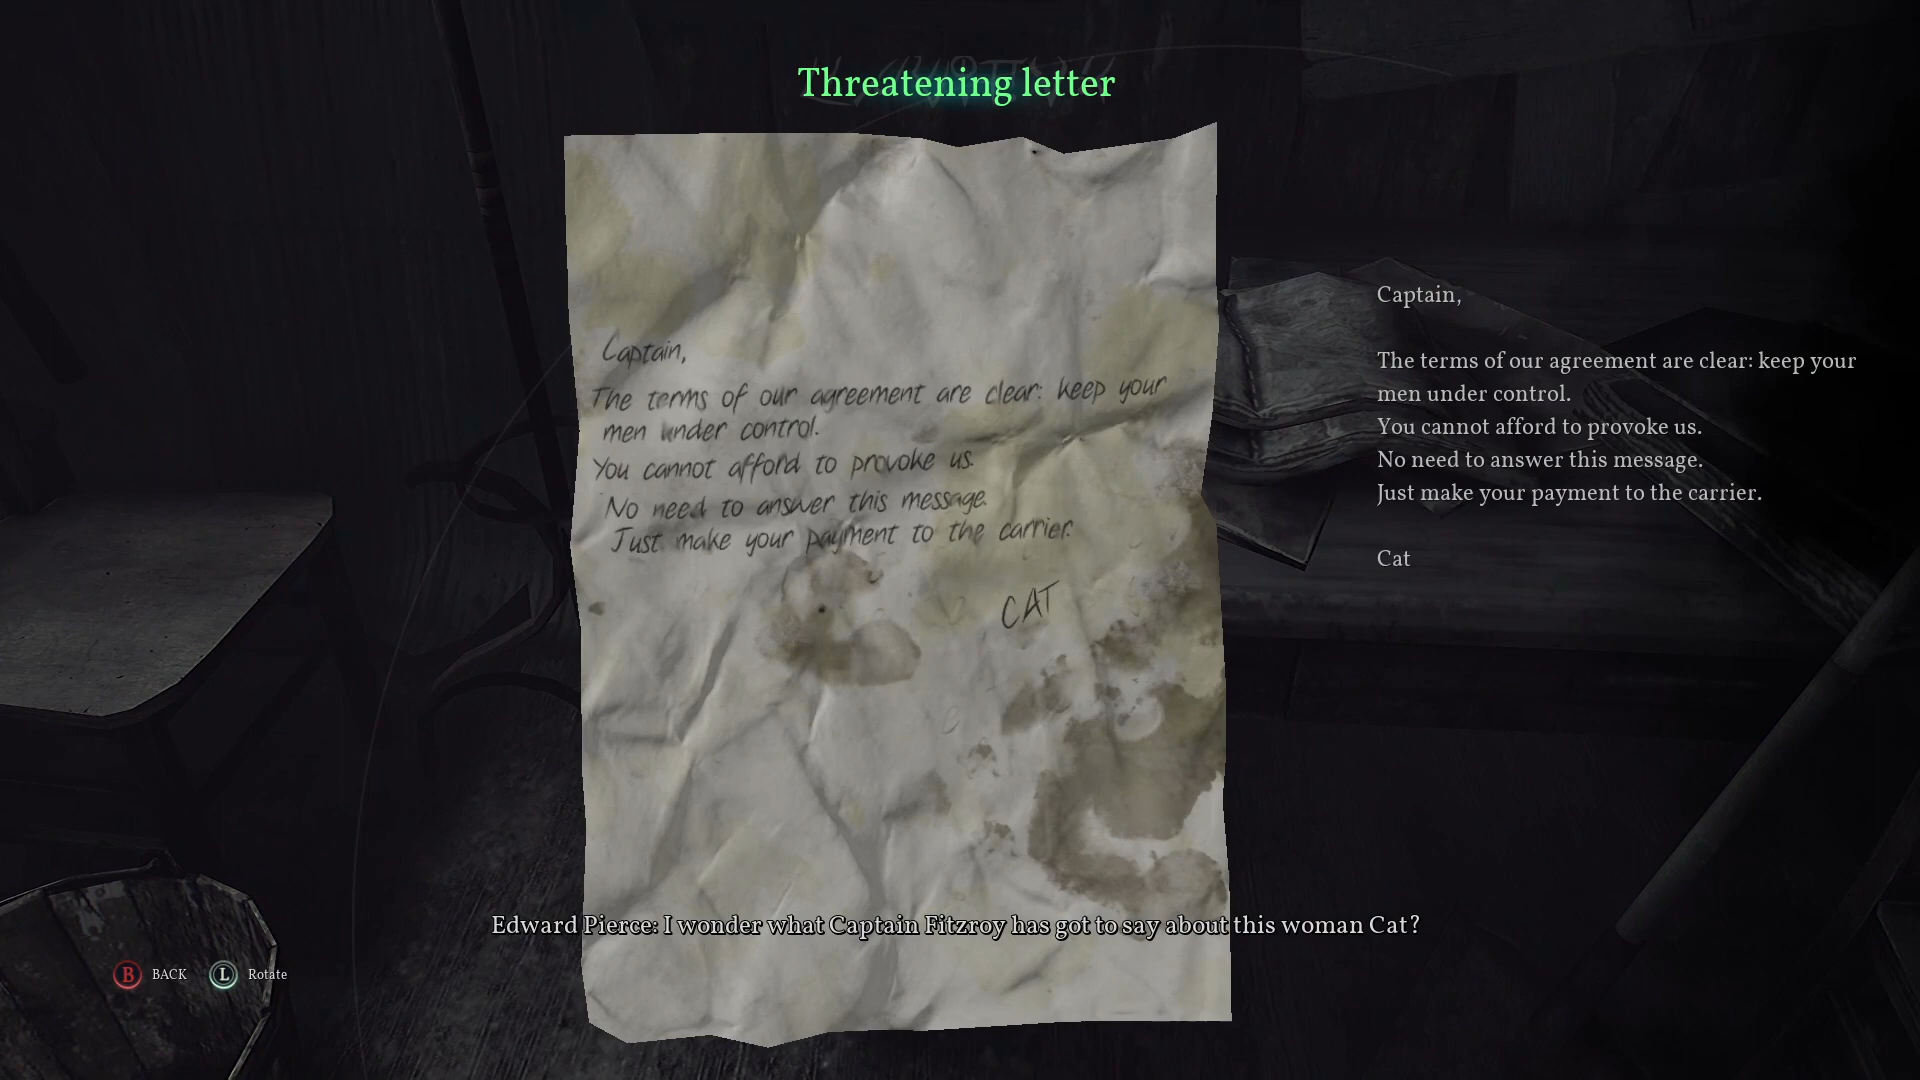 Threatening letter
Captain,
The terms of our agreement are clear: keep your
men under control.
You cannot afford to provoke us.
No need to answer this message.
Just make your payment to the carrier.
CAT
Captain,
The terms of our agreement are clear: keep your
men under control.
You cannot afford to provoke us.
No need to answer this message.
Just make your payment to the carrier.
Cat
Edward Pierce: I wonder what Captain Fitzroy has got to say about this woman Cat?
B BACK L Rotate